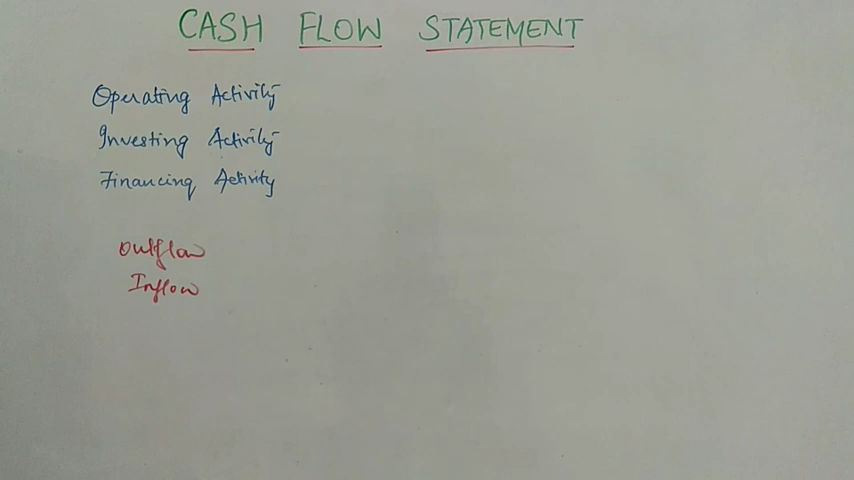 CASH FLOW STATEMENT
Operating Activity
Investing Activity
Financing Activity
Outflow
Inflow